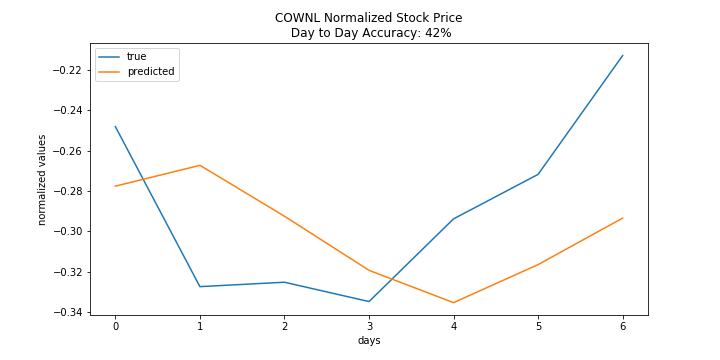 COWNL Normalized Stock Price
Day to Day Accuracy: 42%
true
predicted
normalized values
−0.22
−0.24
−0.26
−0.28
−0.30
−0.32
−0.34
0 1 2 3 4 5 6
days